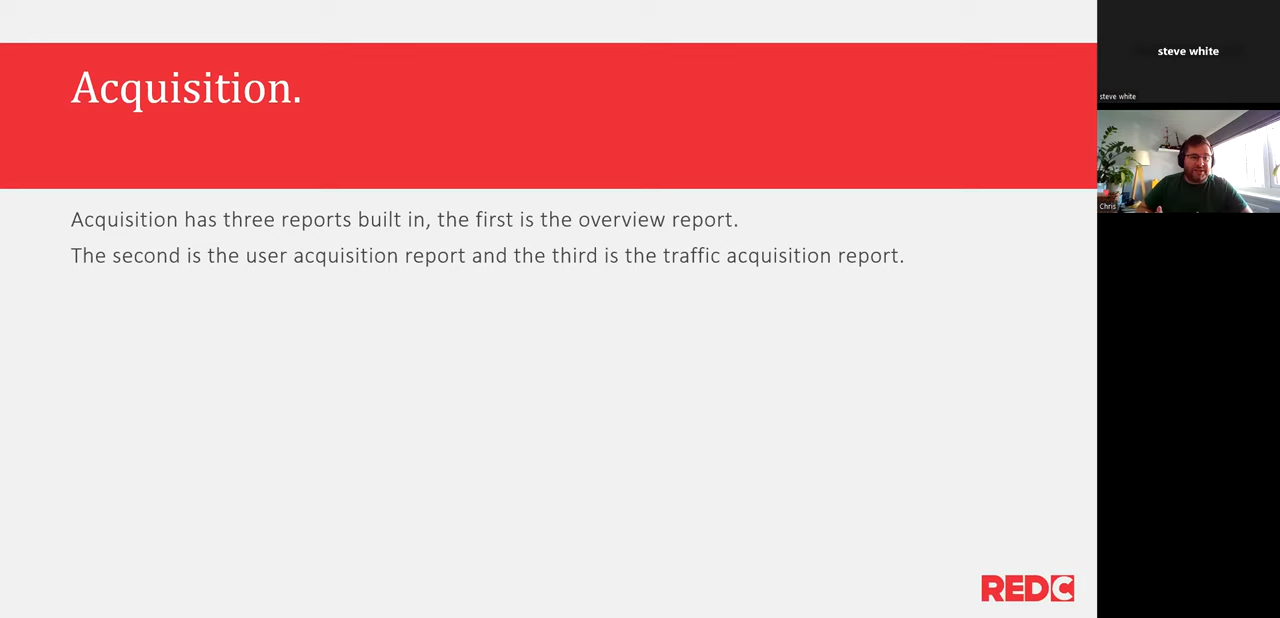 Acquisition.
Acquisition has three reports built in, the first is the overview report.
The second is the user acquisition report and the third is the traffic acquisition report.
REDC
steve white
steve white
Chris